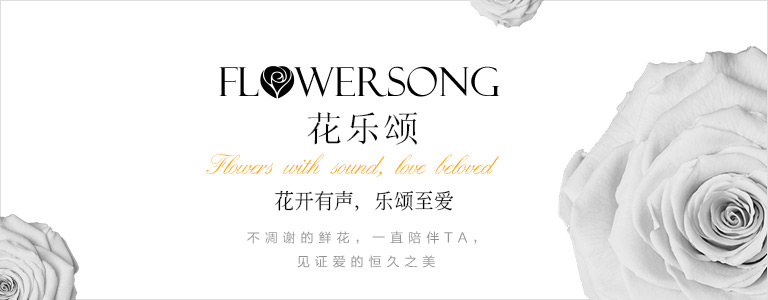 FLOWERSONG
花乐颂
Flowers with sound, love beloved
花开有声，乐颂至爱
不凋谢的鲜花，一直陪伴TA，
见证爱的恒久之美